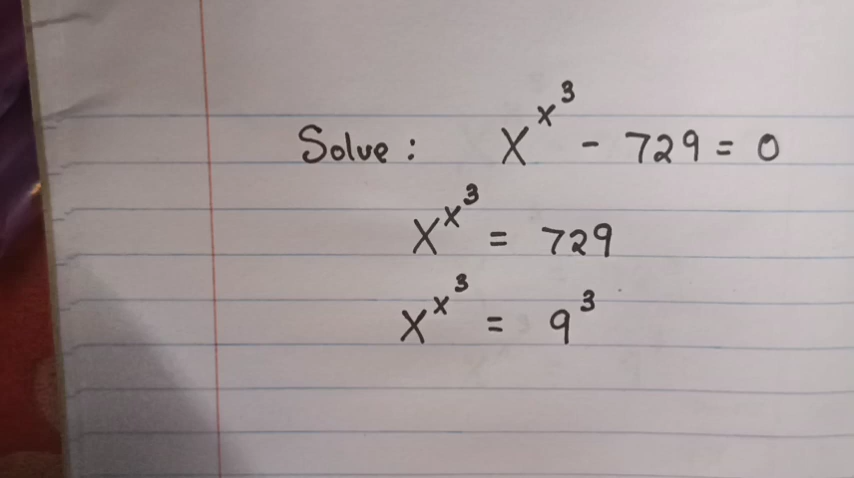 Solve : x^{x^3} - 729 = 0
x^{x^3} = 729
x^{x^3} = 9^3